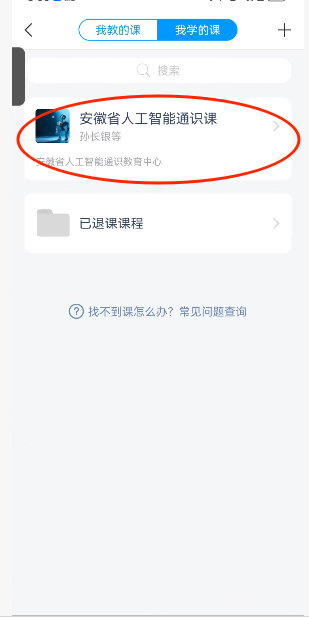 我教的课
我学的课
搜索
安徽省人工智能通识课
孙长银等
安徽省人工智能通识教育中心
已退课课程
找不到课怎么办？常见问题查询